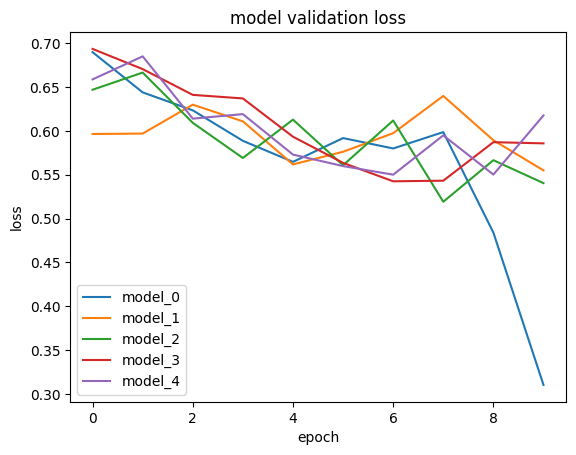 model validation loss
loss
0.70
0.65
0.60
0.55
0.50
0.45
0.40
0.35
0.30
model_0
model_1
model_2
model_3
model_4
0 2 4 6 8
epoch